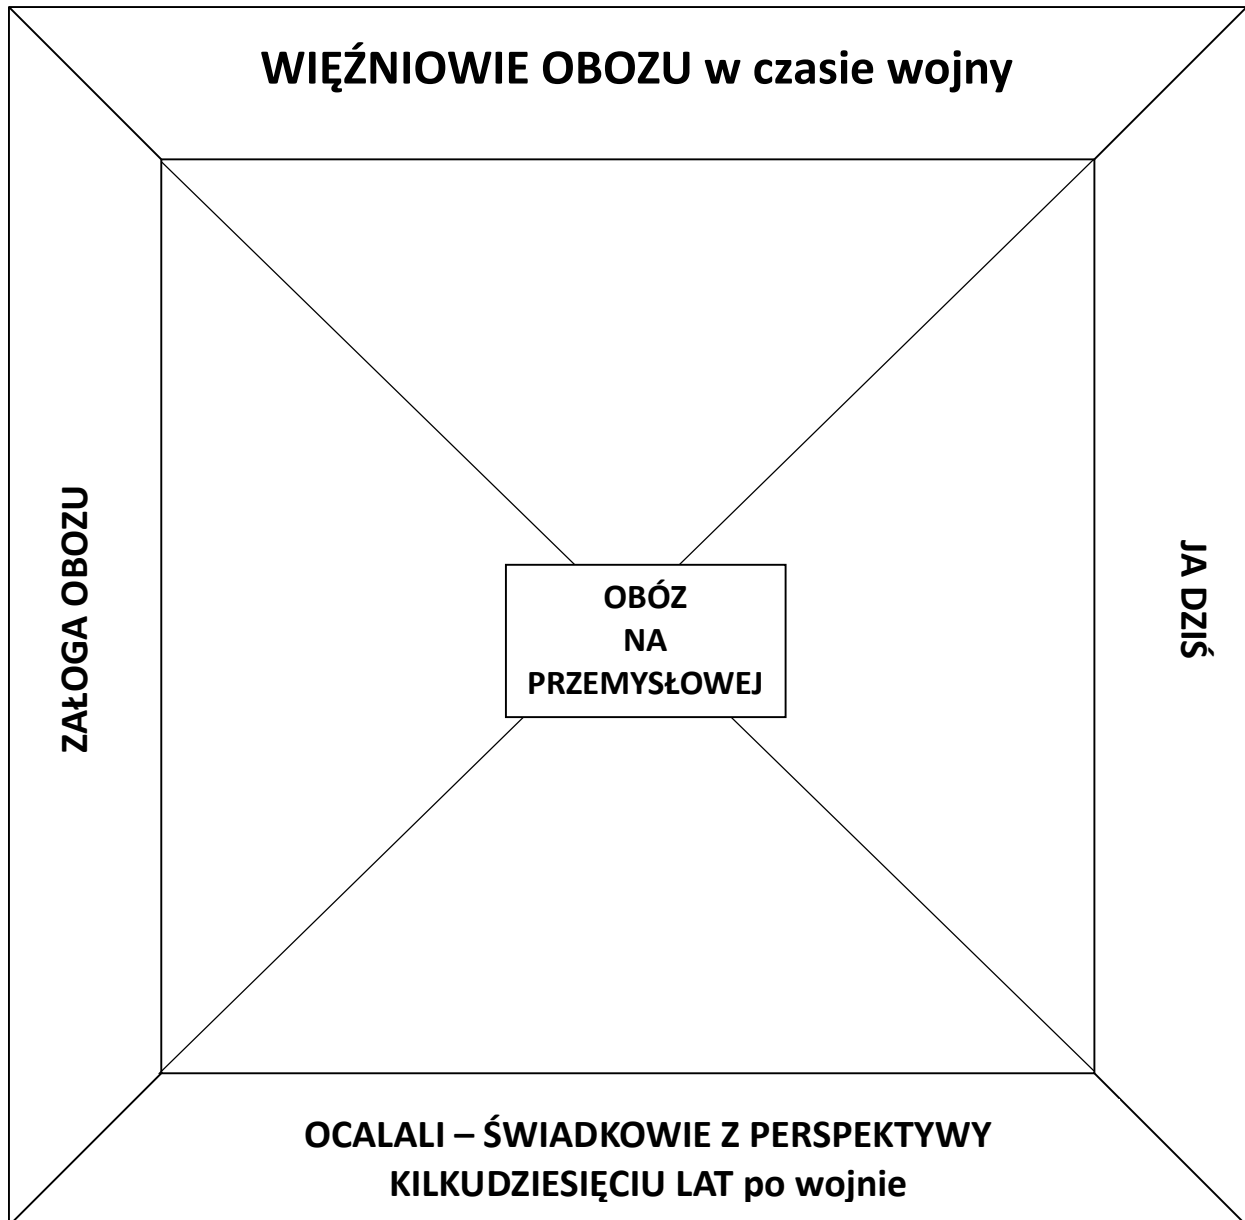 WIĘŹNIOWIE OBOZU w czasie wojny
ZAŁOGA OBOZU
OBÓZ
NA
PRZEMYSŁOWEJ
JA DZIŚ
OCALALI – ŚWIADKOWIE Z PERSPEKTYWY
KILKUDZIESIĘCIU LAT po wojnie